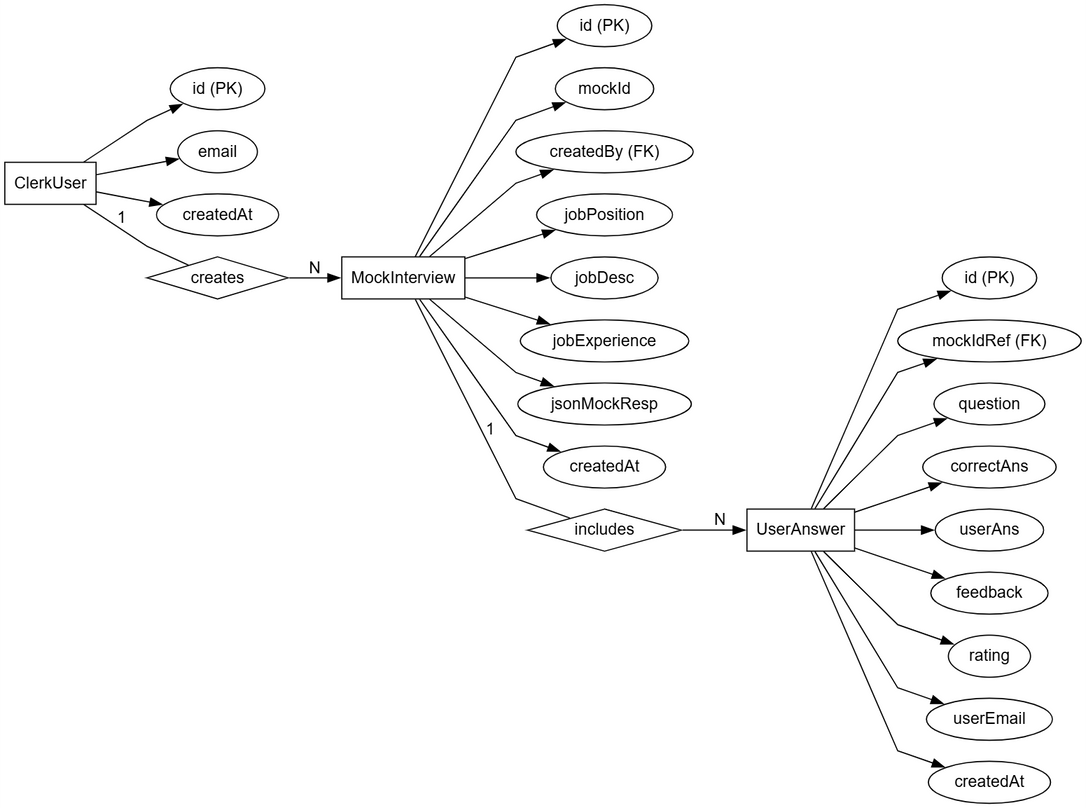 ClerkUser
id (PK)
email
createdAt
1
creates
N
MockInterview
id (PK)
mockId
createdBy (FK)
jobPosition
jobDesc
jobExperience
jsonMockResp
createdAt
1
includes
N
UserAnswer
id (PK)
mockIdRef (FK)
question
correctAns
userAns
feedback
rating
userEmail
createdAt